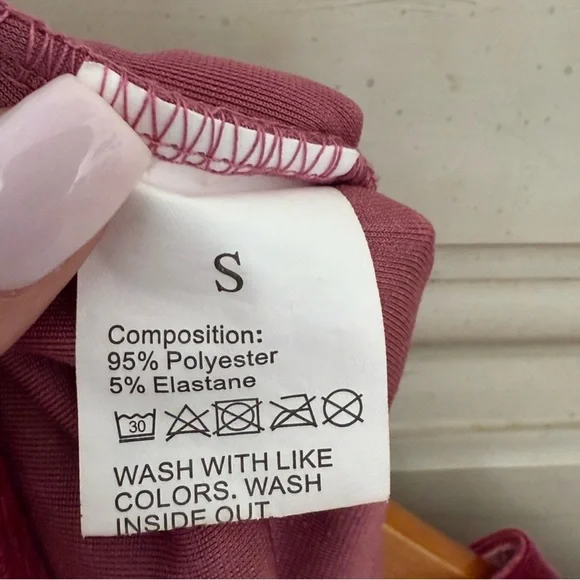 S
Composition:
95% Polyester
5% Elastane
30
WASH WITH LIKE
COLORS. WASH
INSIDE OUT